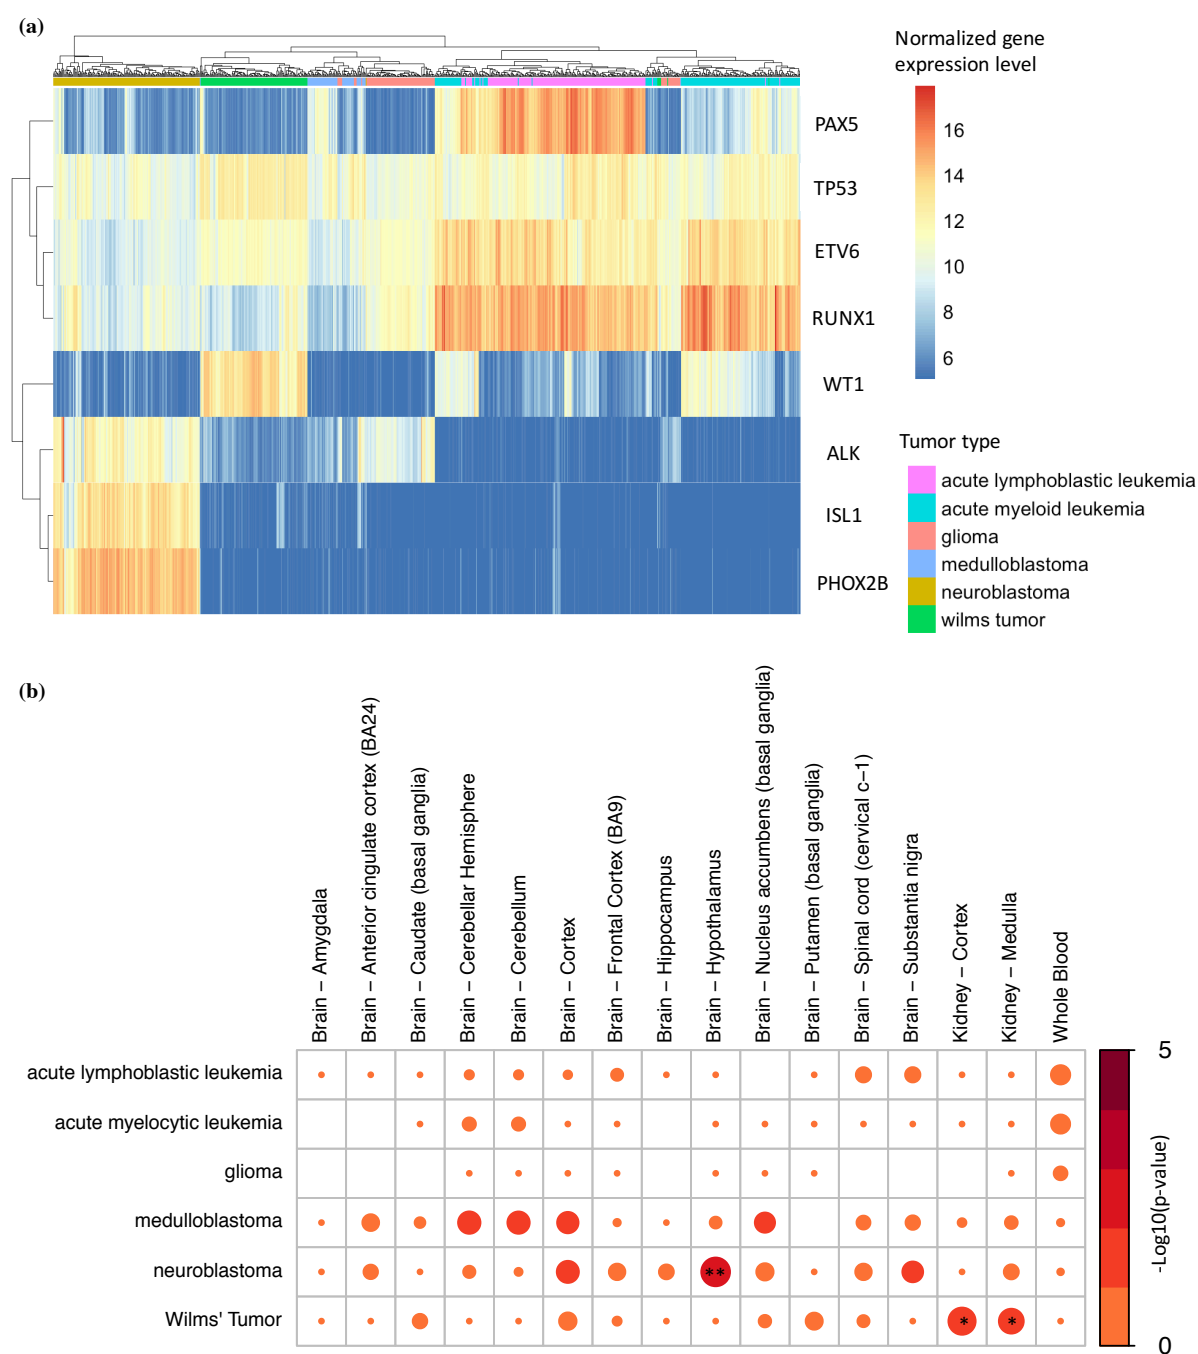 (a)
Normalized gene
expression level
PAX5
TP53
ETV6
RUNX1
WT1
ALK
ISL1
PHOX2B
16
14
12
10
8
6
Tumor type
acute lymphoblastic leukemia
acute myeloid leukemia
glioma
medulloblastoma
neuroblastoma
wilms tumor
(b)
Brain – Amygdala
Brain – Anterior cingulate cortex (BA24)
Brain – Caudate (basal ganglia)
Brain – Cerebellar Hemisphere
Brain – Cerebellum
Brain – Cortex
Brain – Frontal Cortex (BA9)
Brain – Hippocampus
Brain – Hypothalamus
Brain – Nucleus accumbens (basal ganglia)
Brain – Putamen (basal ganglia)
Brain – Spinal cord (cervical c–1)
Brain – Substantia nigra
Kidney – Cortex
Kidney – Medulla
Whole Blood
acute lymphoblastic leukemia
acute myelocytic leukemia
glioma
medulloblastoma
neuroblastoma
**
Wilms' Tumor
* *
5
-Log10(p-value)
0